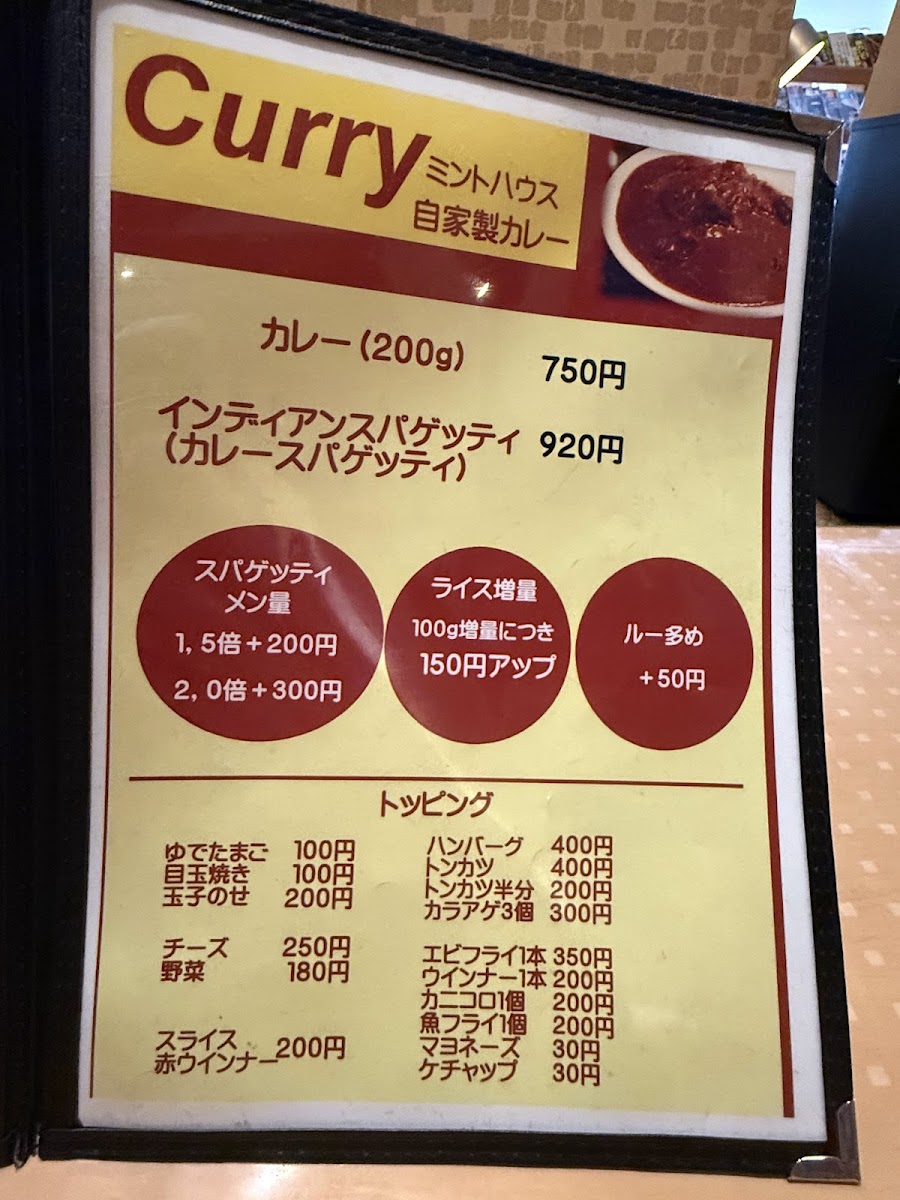 Curry
ミントハウス
自家製カレー
カレー(200g) 750円
インディアンスパゲッティ 920円
(カレースパゲッティ)
スパゲッティ
メン量
1, 5倍+200円
2, 0倍+300円
ライス増量
100g増量につき
150円アップ
ルー多め
+50円
トッピング
ゆでたまご 100円
目玉焼き 100円
玉子のせ 200円
チーズ 250円
野菜 180円
スライス
赤ウインナー 200円
ハンバーグ 400円
トンカツ 400円
トンカツ半分 200円
カラアゲ3個 300円
エビフライ1本 350円
ウインナー1本 200円
カニコロ1個 200円
魚フライ1個 200円
マヨネーズ 30円
ケチャップ 30円